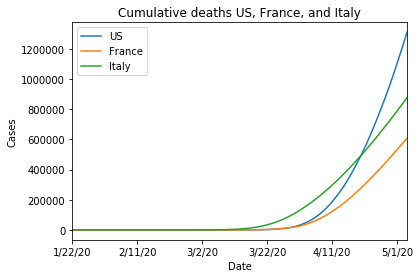 Cumulative deaths US, France, and Italy
US
France
Italy
Cases
1200000
1000000
800000
600000
400000
200000
0
1/22/20 2/11/20 3/2/20 3/22/20 4/11/20 5/1/20
Date